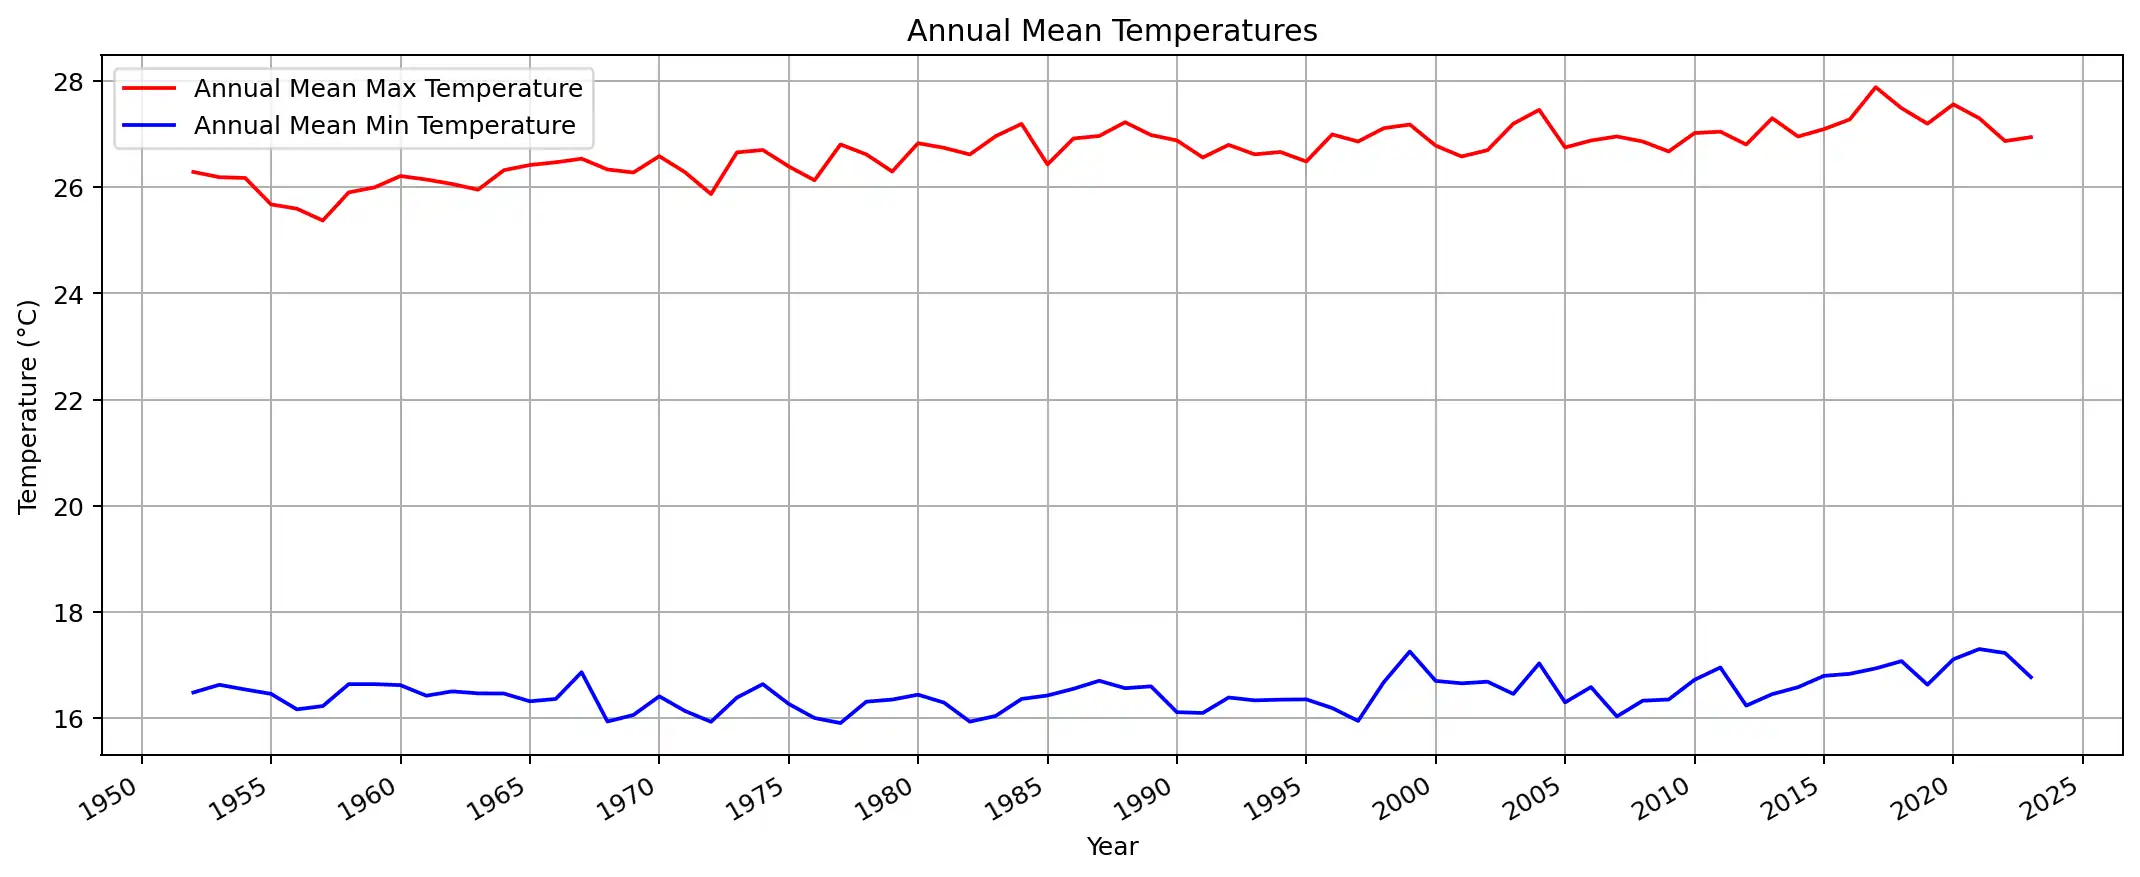 Annual Mean Temperatures
Annual Mean Max Temperature
Annual Mean Min Temperature
Temperature (°C)
28
26
24
22
20
18
16
1950 1955 1960 1965 1970 1975 1980 1985 1990 1995 2000 2005 2010 2015 2020 2025
Year